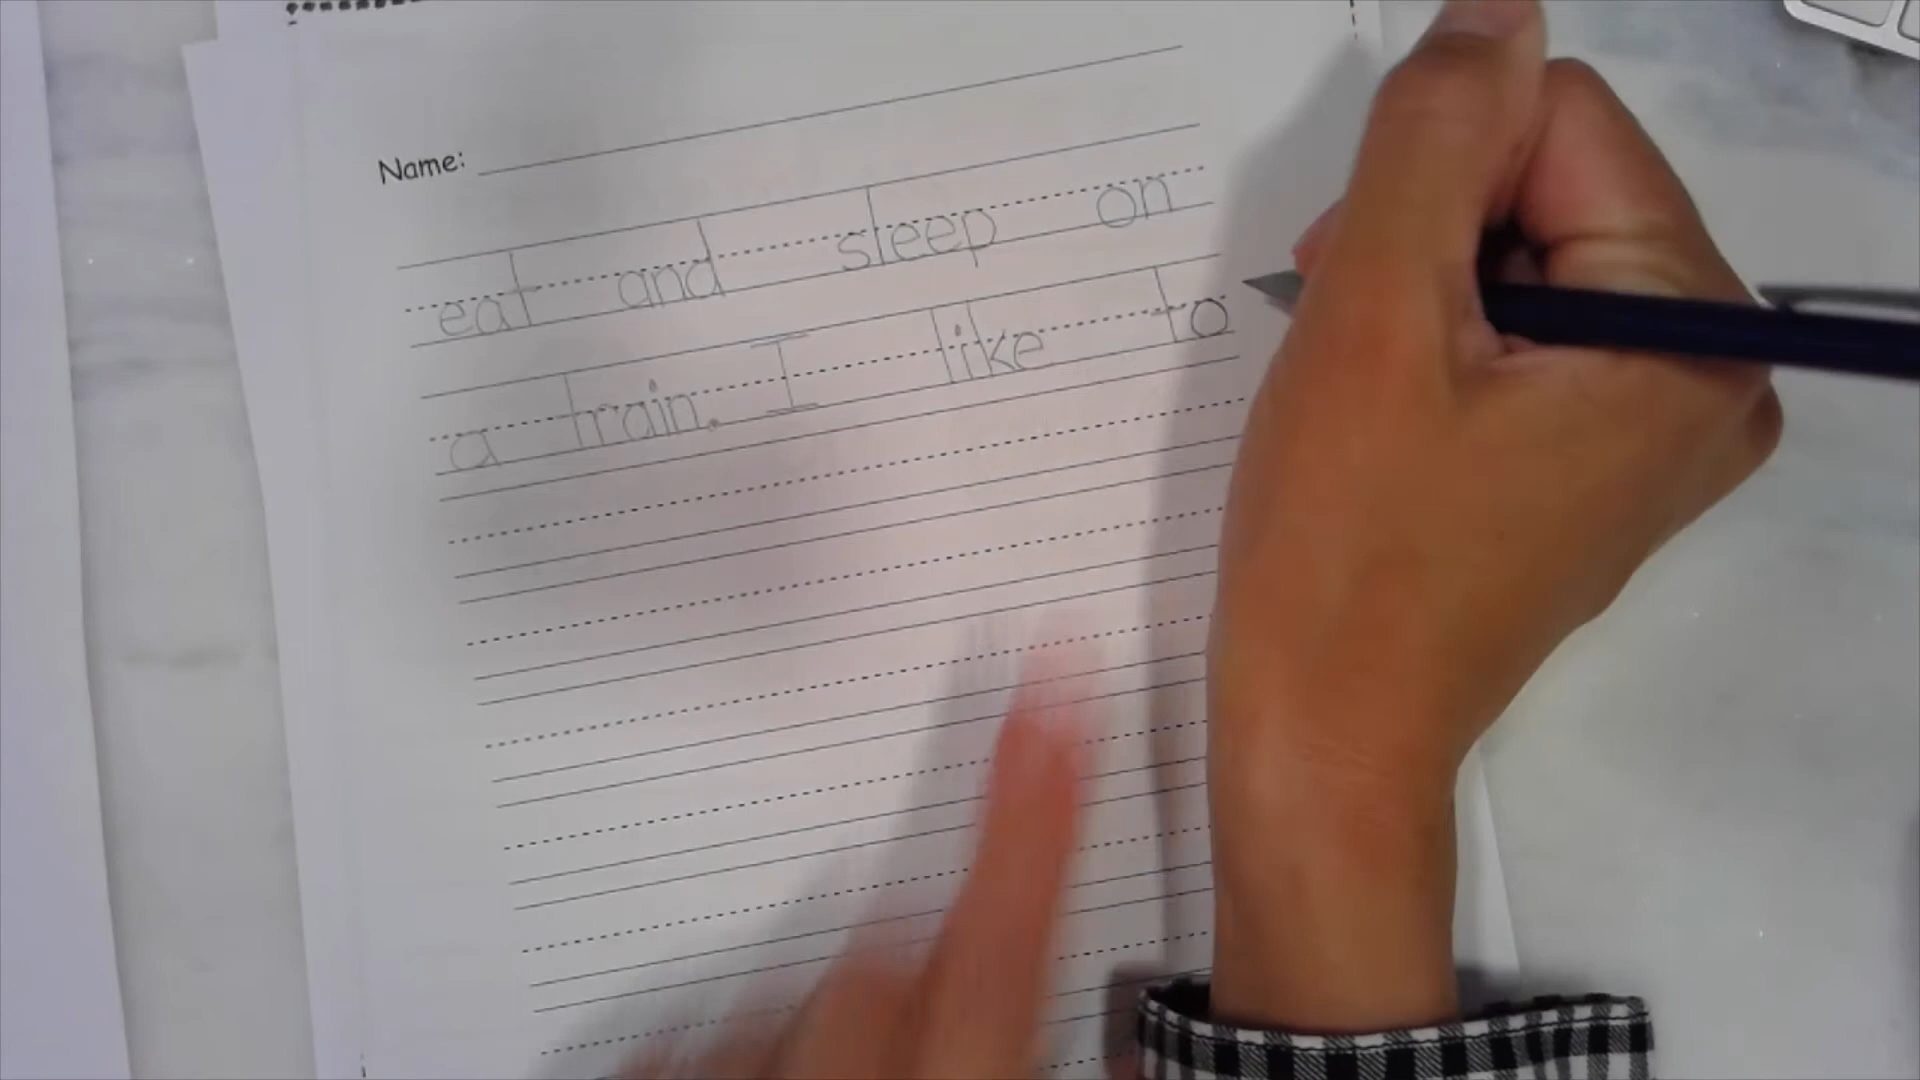 Name:
eat and sleep on
a train. I like to